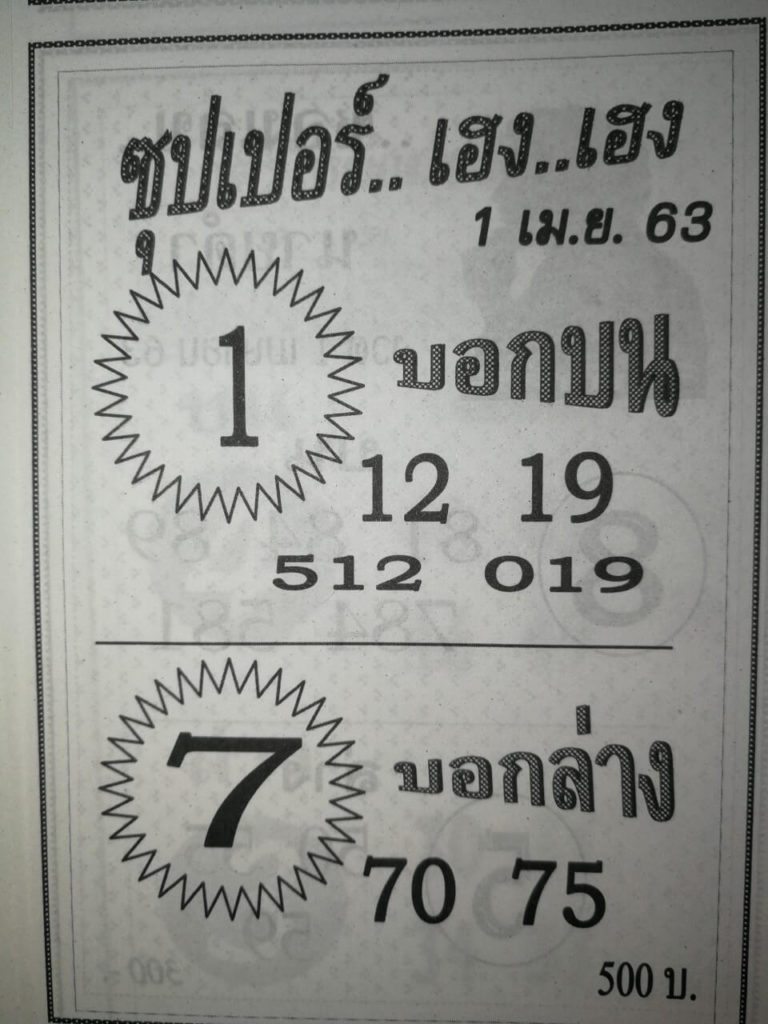 ซุปเปอร์.. เฮง..เฮง
1 เม.ย. 63
1
บอกบน
12 19
512 019
7
บอกล่าง
70 75
500 บ.